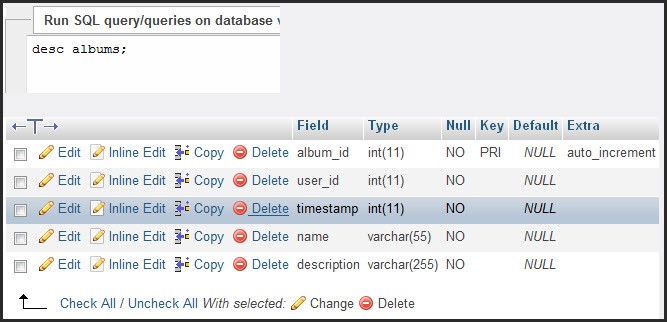 Run SQL query/queries on database
desc albums;
Field Type Null Key Default Extra
Edit Inline Edit Copy Delete album_id int(11) NO PRI NULL auto_increment
Edit Inline Edit Copy Delete user_id int(11) NO NULL
Edit Inline Edit Copy Delete timestamp int(11) NO NULL
Edit Inline Edit Copy Delete name varchar(55) NO NULL
Edit Inline Edit Copy Delete description varchar(255) NO NULL
Check All / Uncheck All With selected: Change Delete